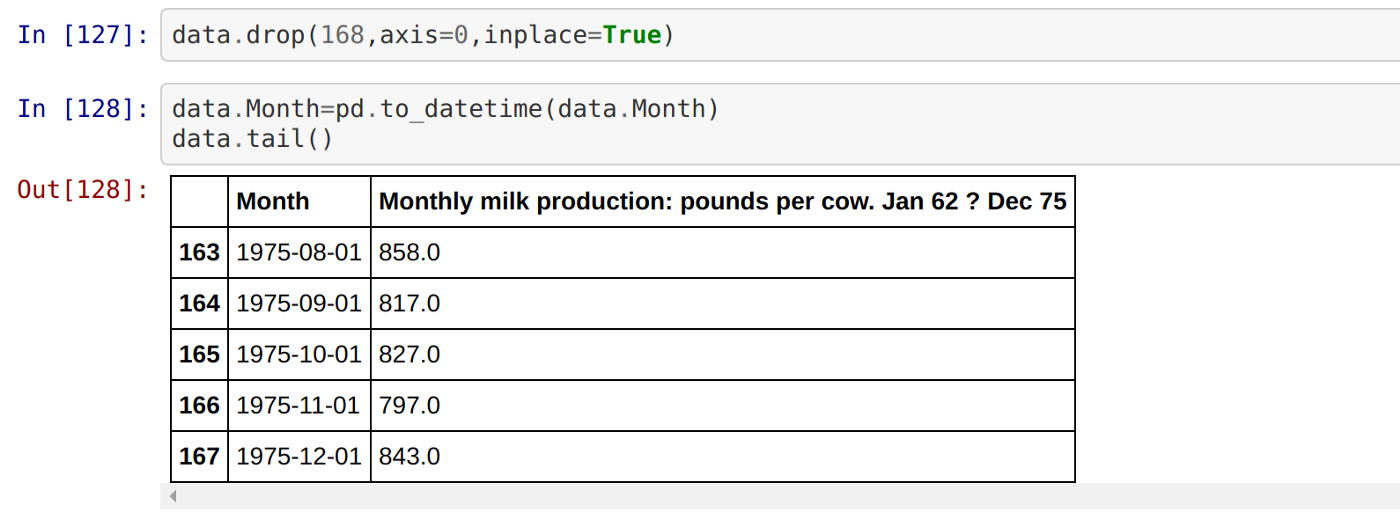 In [127]: data.drop(168,axis=0,inplace=True)
In [128]: data.Month=pd.to_datetime(data.Month)
data.tail()
Out[128]:
Month Monthly milk production: pounds per cow. Jan 62 ? Dec 75
163 1975-08-01 858.0
164 1975-09-01 817.0
165 1975-10-01 827.0
166 1975-11-01 797.0
167 1975-12-01 843.0